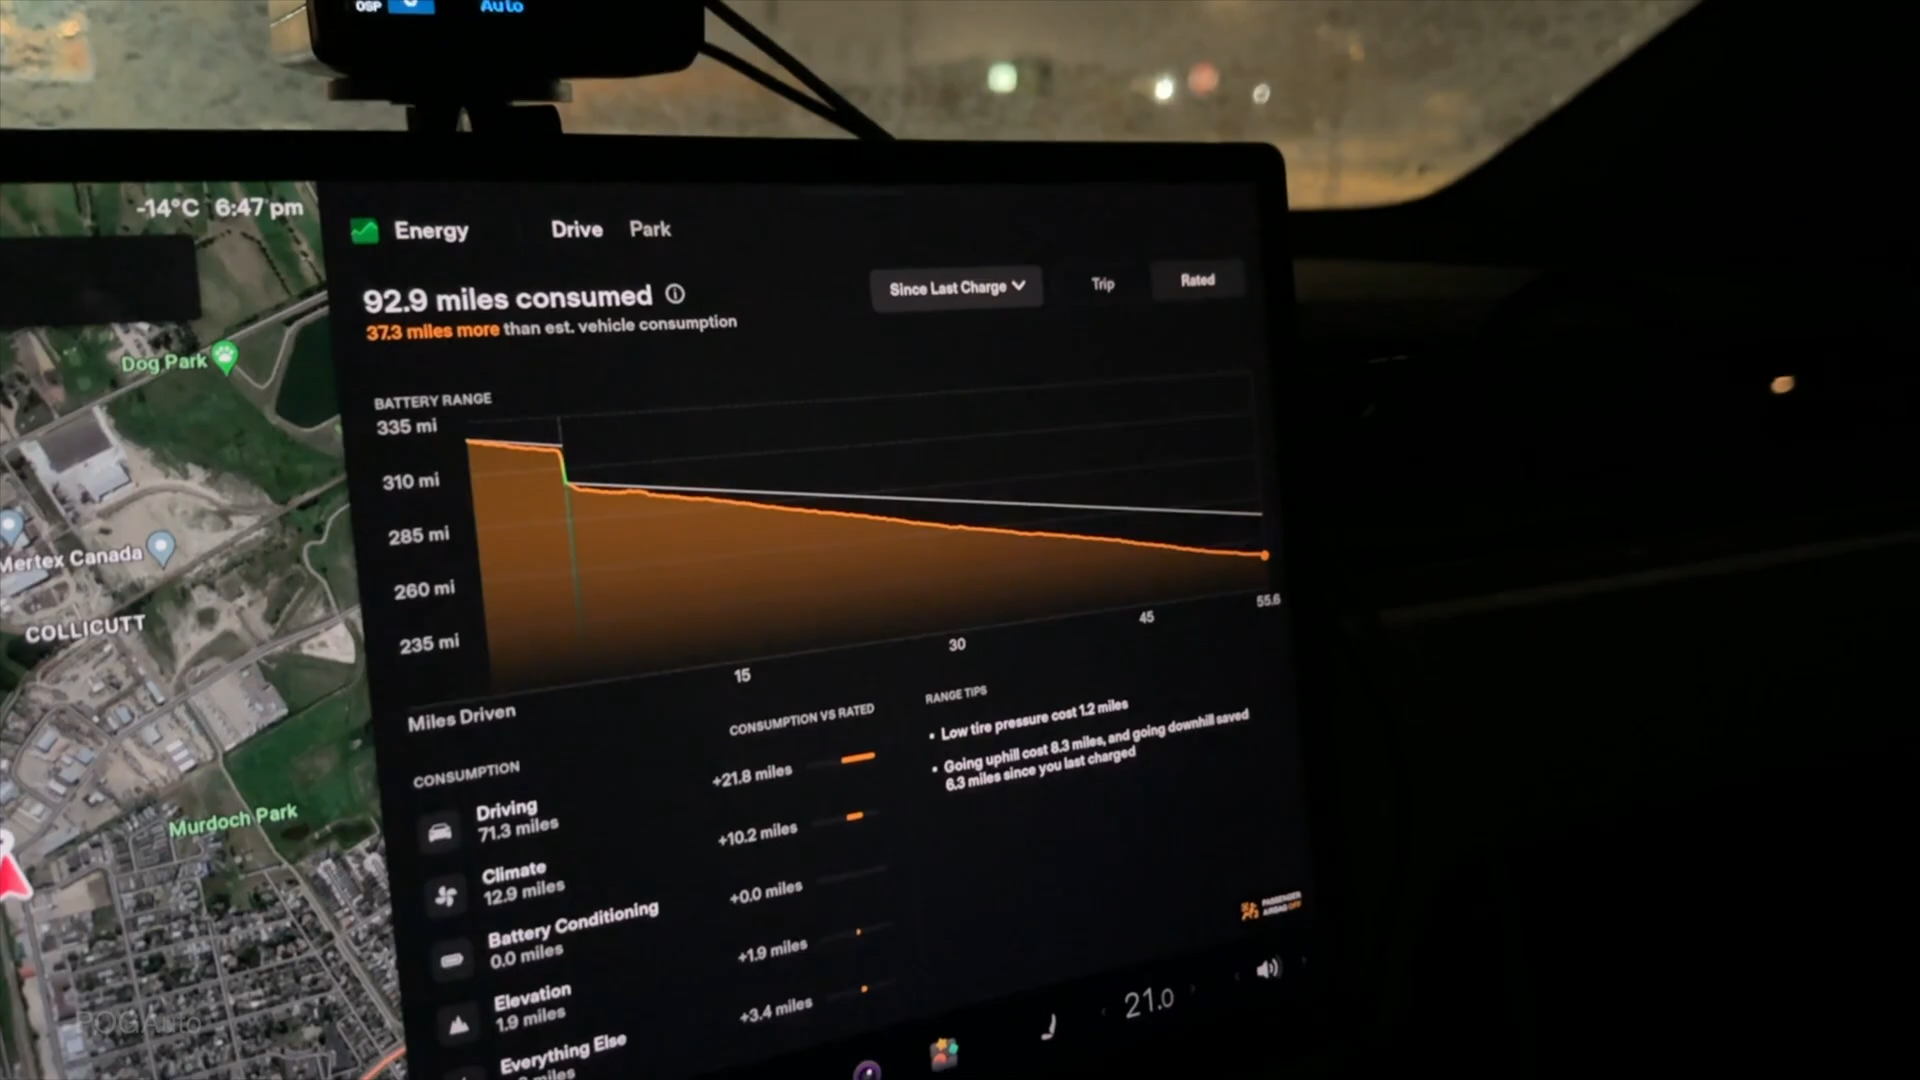 OSP Auto
-14°C 6:47 pm
Energy Drive Park
92.9 miles consumed
37.3 miles more than est. vehicle consumption
Since Last Charge Trip Rated
BATTERY RANGE
335 mi
310 mi
285 mi
260 mi
235 mi
15 30 45 55.6
Miles Driven
CONSUMPTION VS RATED
CONSUMPTION
Driving
71.3 miles
+21.8 miles
Climate
12.9 miles
+10.2 miles
Battery Conditioning
0.0 miles
+0.0 miles
Elevation
1.9 miles
+1.9 miles
Everything Else
miles
+3.4 miles
RANGE TIPS
• Low tire pressure cost 1.2 miles
• Going uphill cost 8.3 miles, and going downhill saved
6.3 miles since you last charged
PASSENGER
AIRBAG OFF
21.0
Dog Park
Mertex Canada
COLLICUTT
Murdoch Park